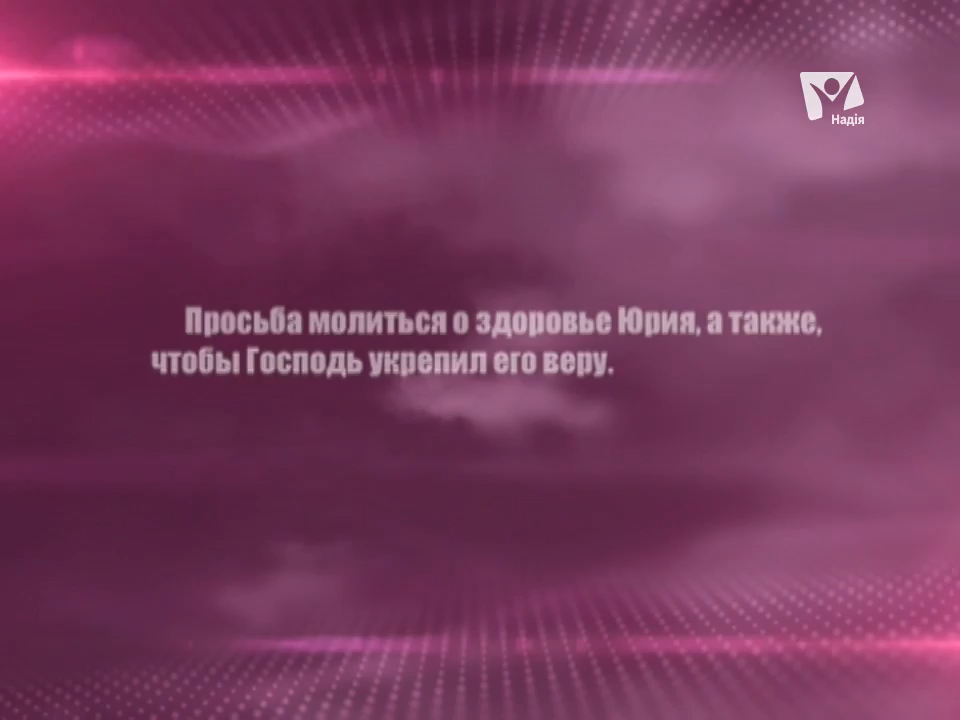 Надія
Просьба молиться о здоровье Юрия, а также,
чтобы Господь укрепил его веру.